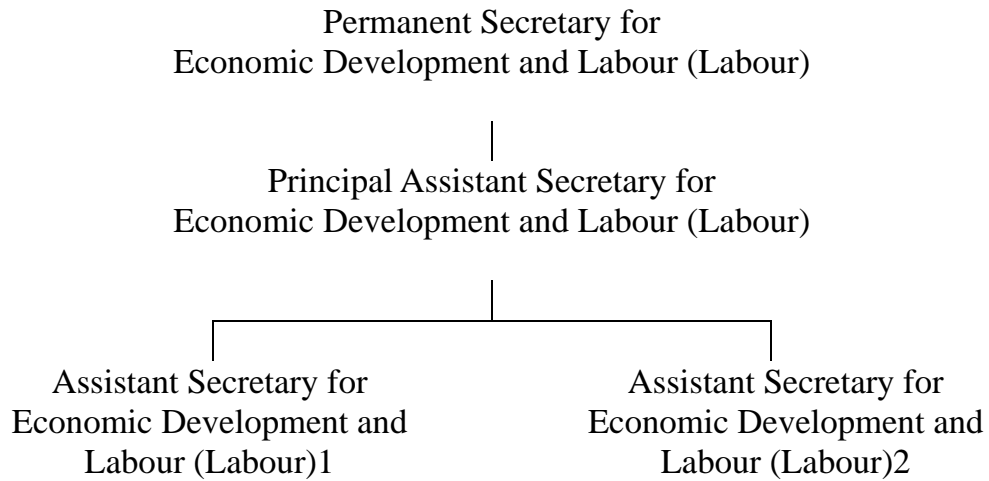 Permanent Secretary for
Economic Development and Labour (Labour)
Principal Assistant Secretary for
Economic Development and Labour (Labour)
Assistant Secretary for
Economic Development and
Labour (Labour)1
Assistant Secretary for
Economic Development and
Labour (Labour)2